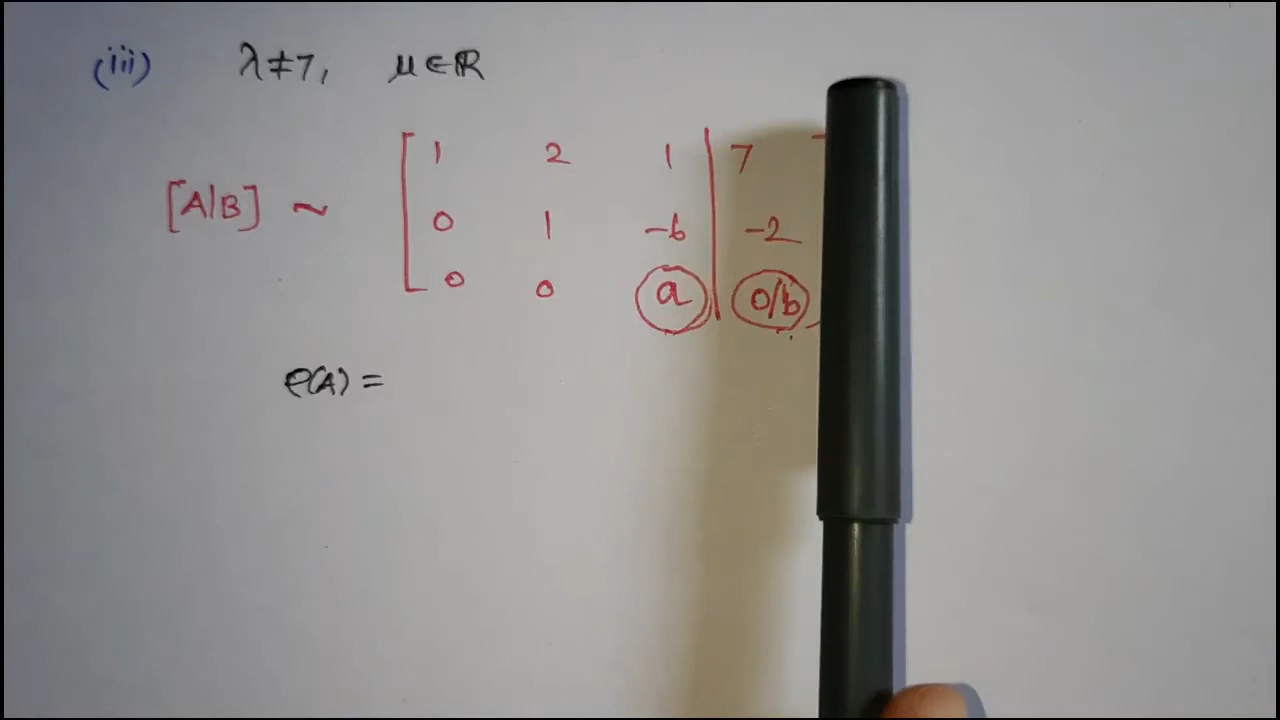 (iii) λ≠7, μ∈ℝ
[A|B] ~ [ 1 2 1 | 7
0 1 -6 | -2
0 0 a | 0/b
ρ(A) =